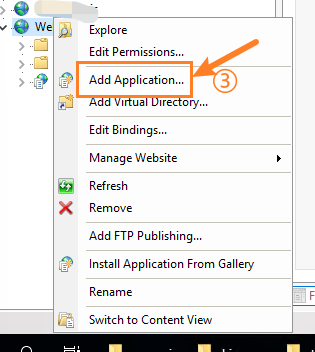 We
Explore
Edit Permissions...
Add Application...
③
Add Virtual Directory...
Edit Bindings...
Manage Website
Refresh
Remove
Add FTP Publishing...
Install Application From Gallery
Rename
Switch to Content View
F